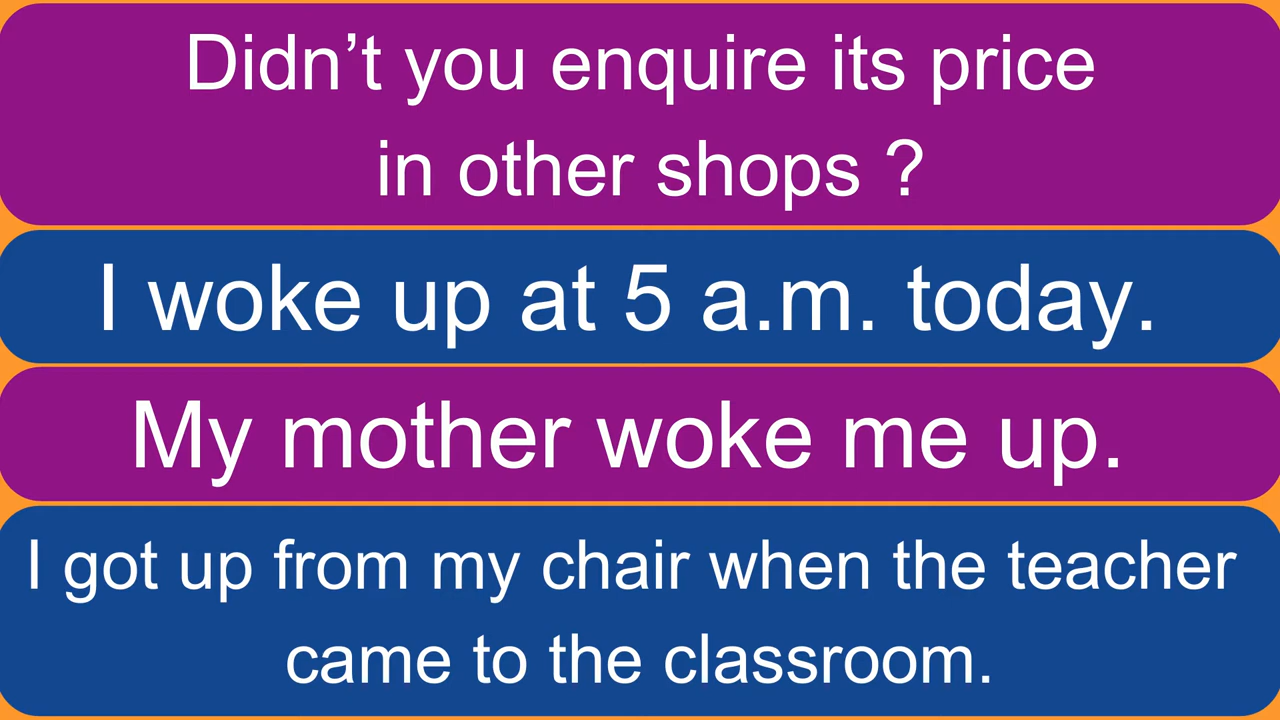 Didn’t you enquire its price
in other shops ?
I woke up at 5 a.m. today.
My mother woke me up.
I got up from my chair when the teacher
came to the classroom.